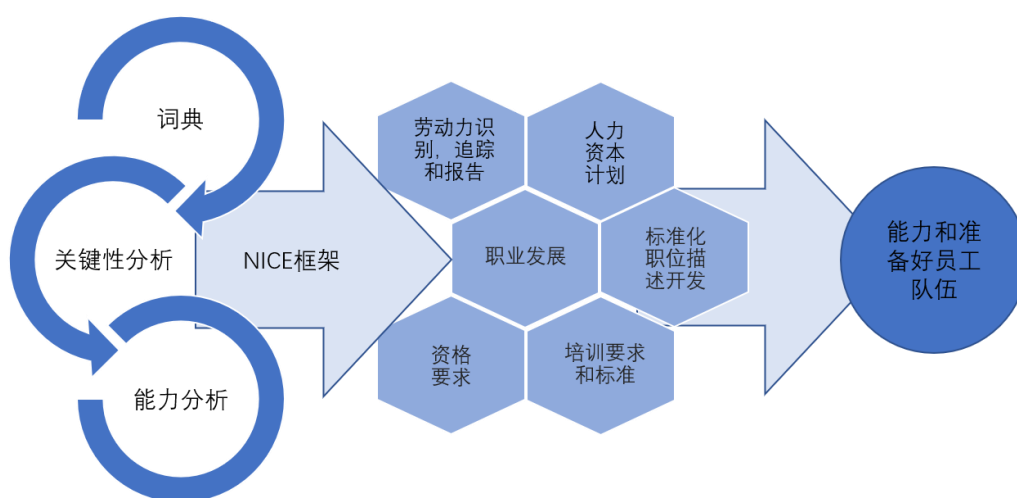 词典
关键性分析
能力分析
NICE框架
劳动力识
别，追踪
和报告
人力
资本
计划
职业发展
标准化
职位描
述开发
资格
要求
培训要求
和标准
能力和准
备好员工
队伍